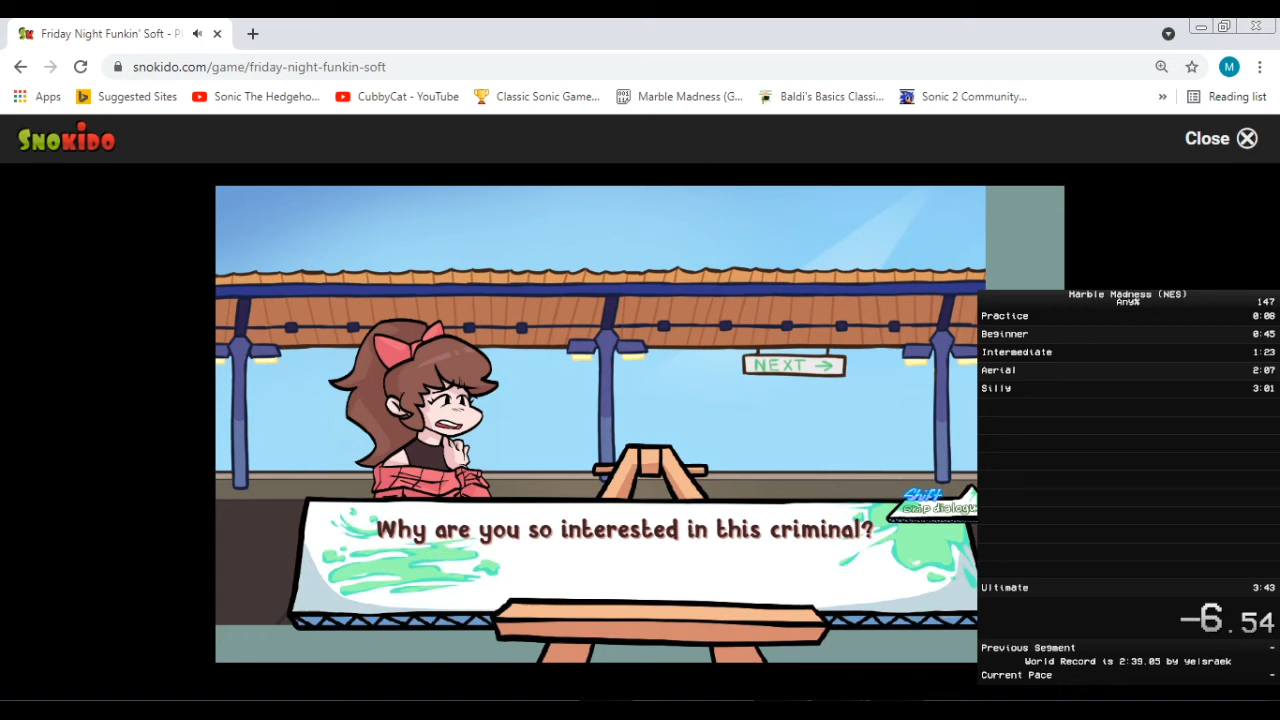 Friday Night Funkin' Soft - Pl
snokido.com/game/friday-night-funkin-soft
M
Apps
Suggested Sites
Sonic The Hedgeho...
CubbyCat - YouTube
Classic Sonic Game...
Marble Madness (G...
Baldi's Basics Classi...
Sonic 2 Community...
»
Reading list
SNOKIDO
Close
NEXT →
Shift
skip dialogu
Why are you so interested in this criminal?
Marble Madness (NES)
Any% 147
Practice 0:08
Beginner 0:45
Intermediate 1:23
Aerial 2:07
Silly 3:01
Ultimate 3:43
-6.54
Previous Segment -
World Record is 2:39.05 by yelsraek
Current Pace -